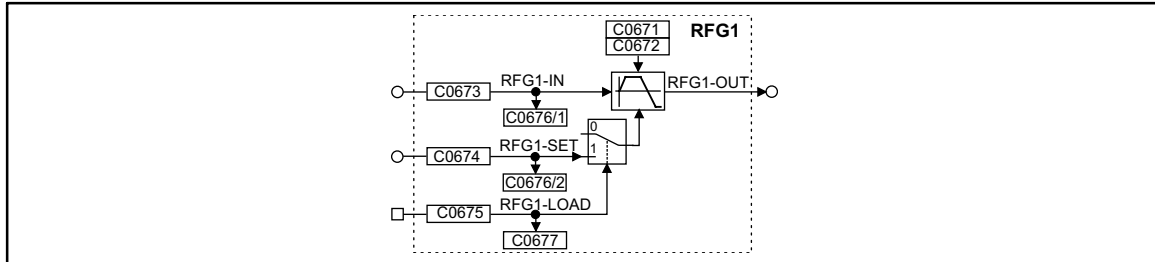 C0671
RFG1
C0672
RFG1-IN
RFG1-OUT
C0673
C0676/1
0
RFG1-SET
1
C0674
C0676/2
RFG1-LOAD
C0675
C0677